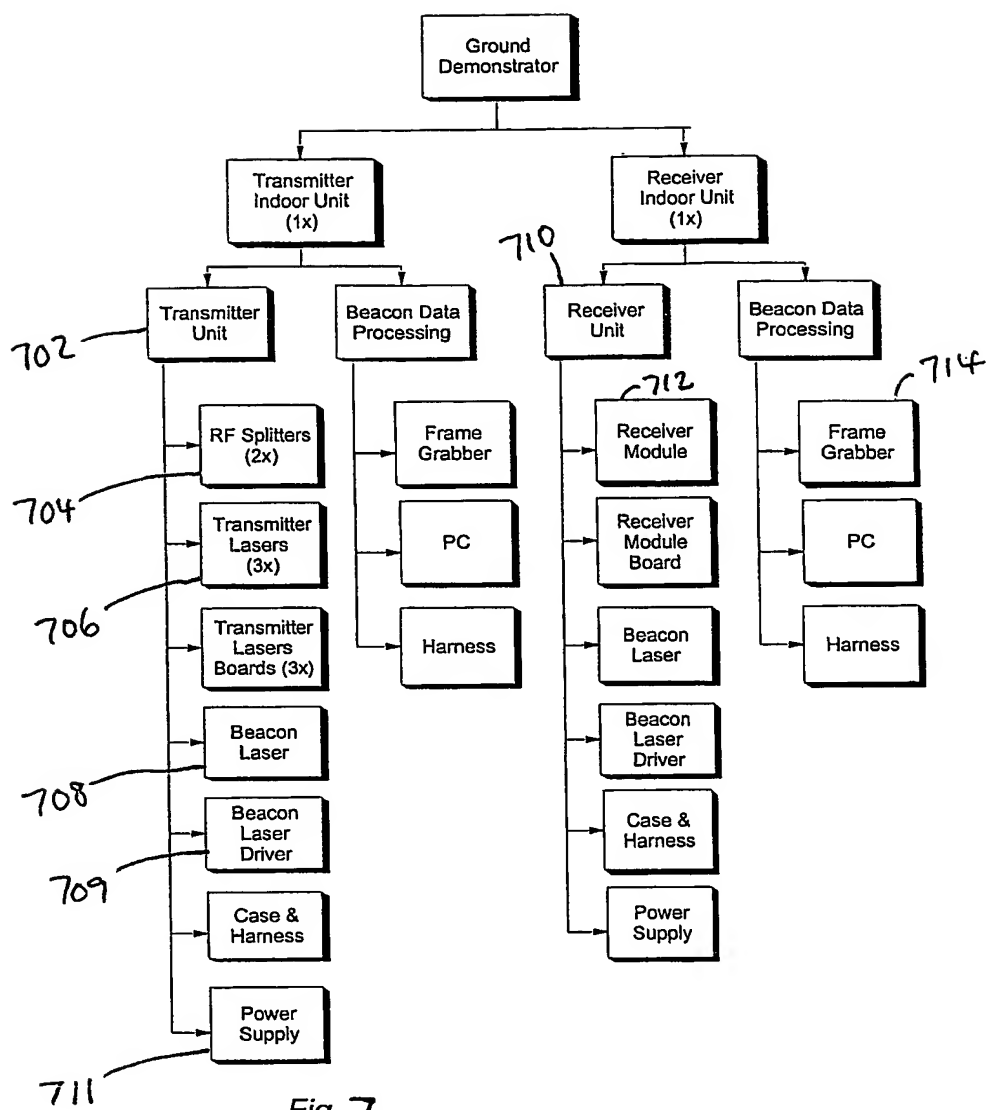 Ground
Demonstrator
Transmitter
Indoor Unit
(1x)
Receiver
Indoor Unit
(1x)
710
702
Transmitter
Unit
Beacon Data
Processing
Receiver
Unit
Beacon Data
Processing
712
714
704
RF Splitters
(2x)
Frame
Grabber
Receiver
Module
Frame
Grabber
706
Transmitter
Lasers
(3x)
PC
Receiver
Module
Board
PC
Transmitter
Lasers
Boards (3x)
Harness
Beacon
Laser
Harness
708
Beacon
Laser
Beacon
Laser
Driver
709
Beacon
Laser
Driver
Case &
Harness
Case &
Harness
Power
Supply
711
Power
Supply
Fig. 7